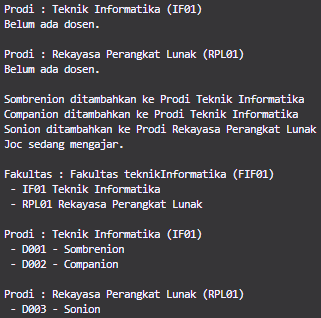 Prodi : Teknik Informatika (IF01)
Belum ada dosen.
Prodi : Rekayasa Perangkat Lunak (RPL01)
Belum ada dosen.
Sombrenion ditambahkan ke Prodi Teknik Informatika
Companion ditambahkan ke Prodi Teknik Informatika
Sonion ditambahkan ke Prodi Rekayasa Perangkat Lunak
Joc sedang mengajar.
Fakultas : Fakultas teknikInformatika (FIF01)
- IF01 Teknik Informatika
- RPL01 Rekayasa Perangkat Lunak
Prodi : Teknik Informatika (IF01)
- D001 - Sombrenion
- D002 - Companion
Prodi : Rekayasa Perangkat Lunak (RPL01)
- D003 - Sonion